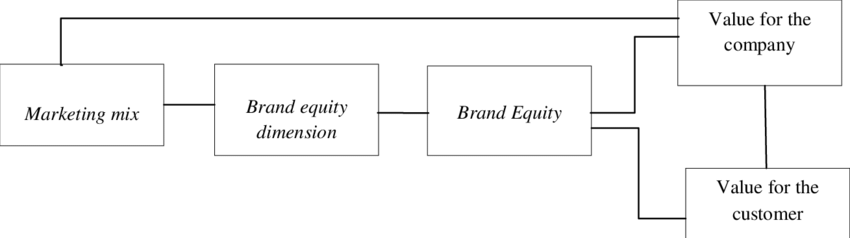 Value for the
company
Marketing mix
Brand equity
dimension
Brand Equity
Value for the
customer